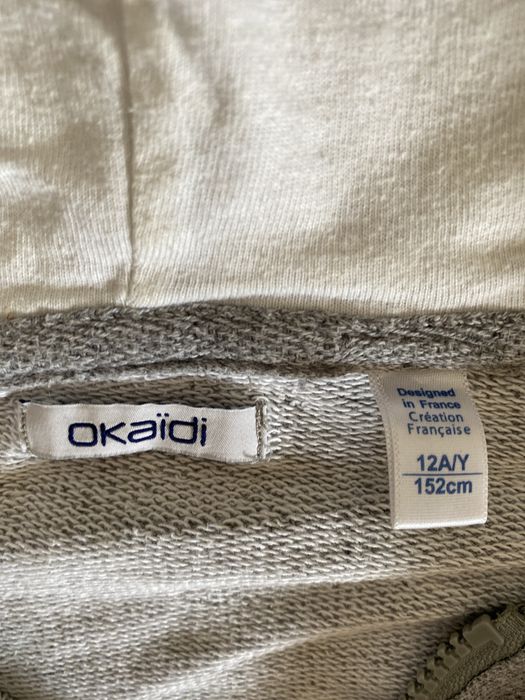 okaïdi
Designed
in France
Création
Française
12A/Y
152cm